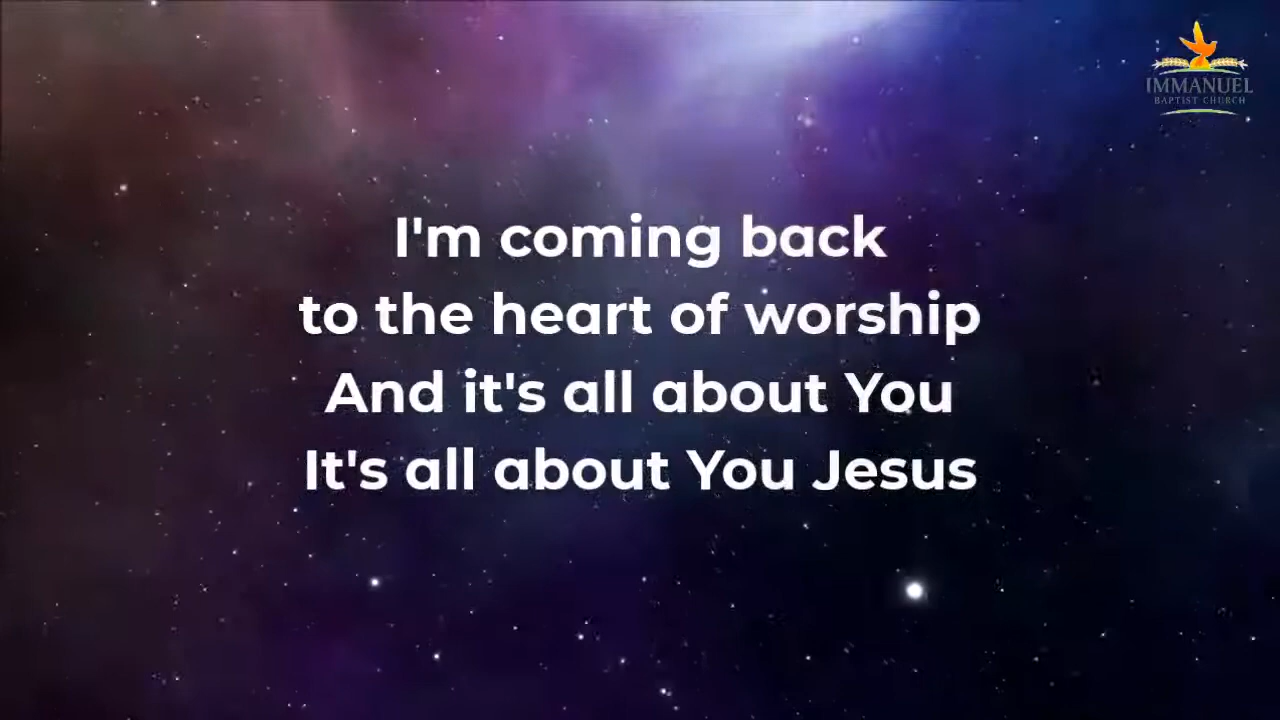 IMMANUEL
BAPTIST CHURCH
I'm coming back
to the heart of worship
And it's all about You
It's all about You Jesus